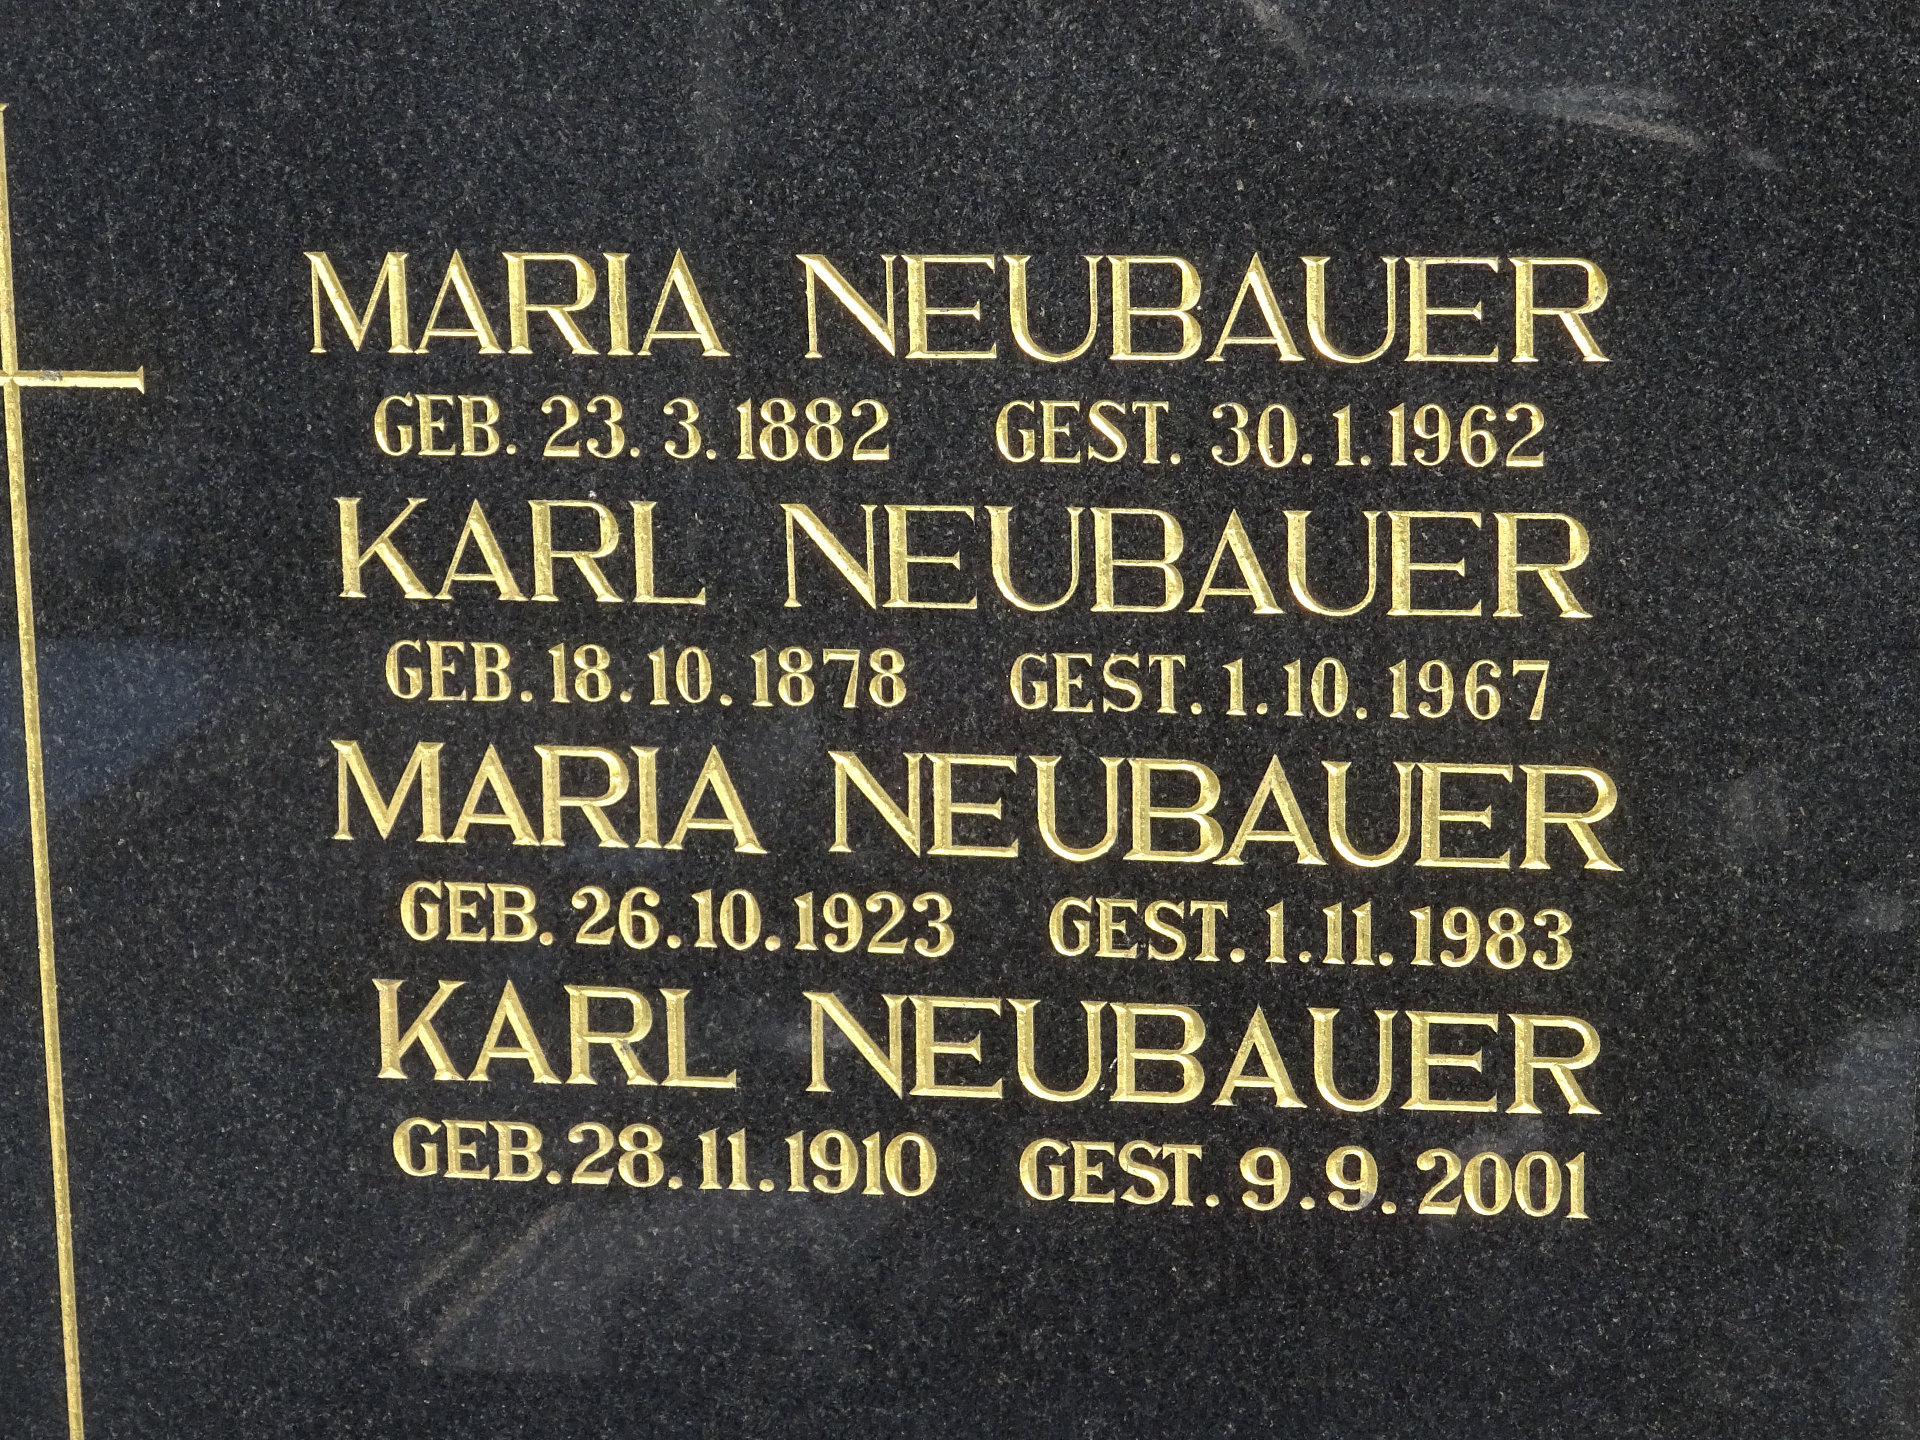 MARIA NEUBAUER
GEB. 23. 3. 1882 GEST. 30. 1. 1962
KARL NEUBAUER
GEB. 18. 10. 1878 GEST. 1. 10. 1967
MARIA NEUBAUER
GEB. 26. 10. 1923 GEST. 1. 11. 1983
KARL NEUBAUER
GEB. 28. 11. 1910 GEST. 9. 9. 2001